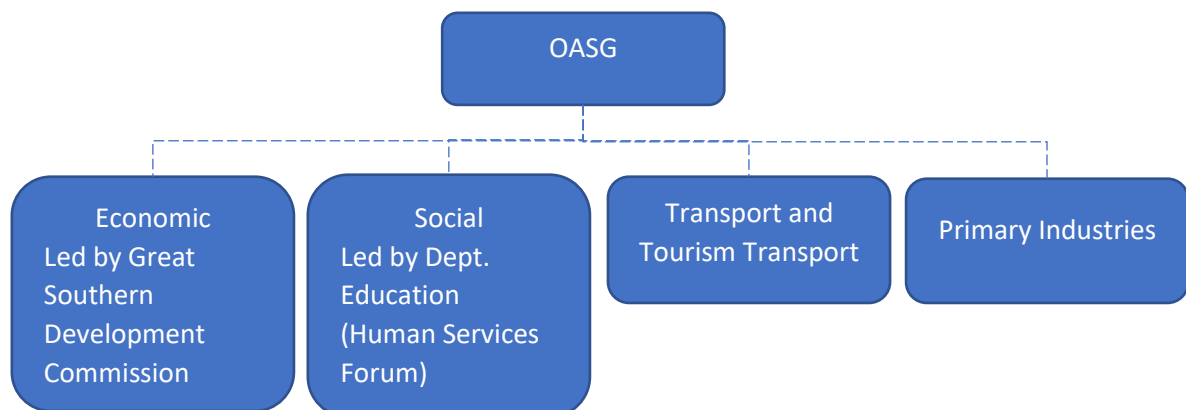 OASG
Economic
Led by Great
Southern
Development
Commission
Social
Led by Dept.
Education
(Human Services
Forum)
Transport and
Tourism Transport
Primary Industries